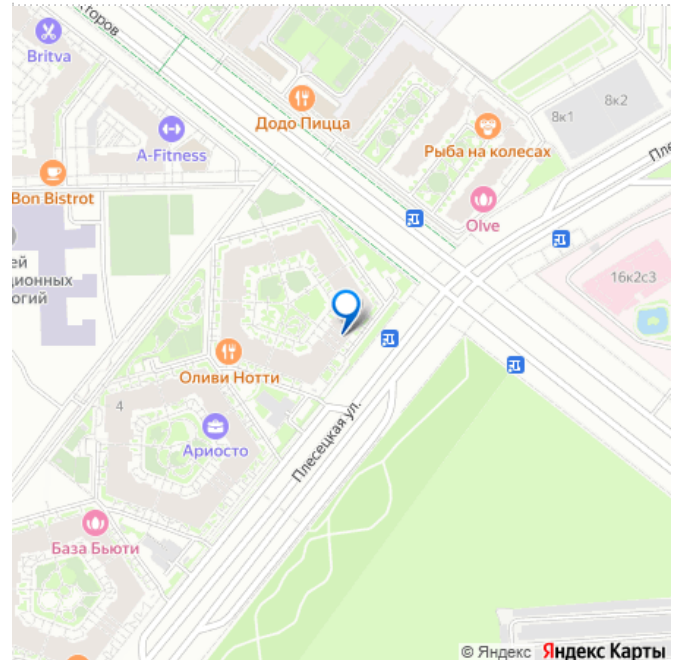 кторов
Britva
Додо Пицца
8к1
8к2
A-Fitness
Рыба на колесах
Пле
Bon Bistrot
Olve
ей
ционных
огий
16к2с3
Оливи Нотти
4
Ариосто
Плесецкая ул.
База Бьюти
© Яндекс Яндекс Карты